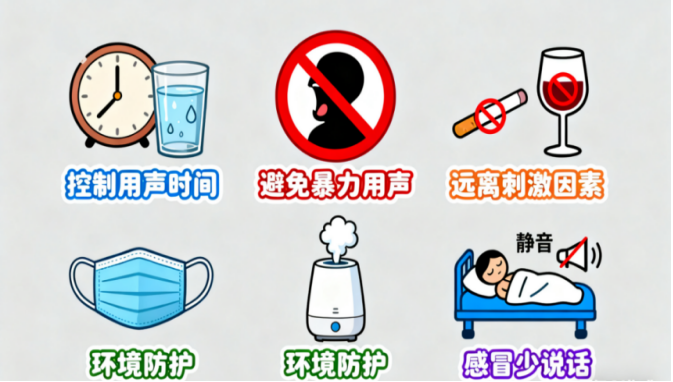 控制用声时间
避免暴力用声
远离刺激因素
静音
环境防护
环境防护
感冒少说话